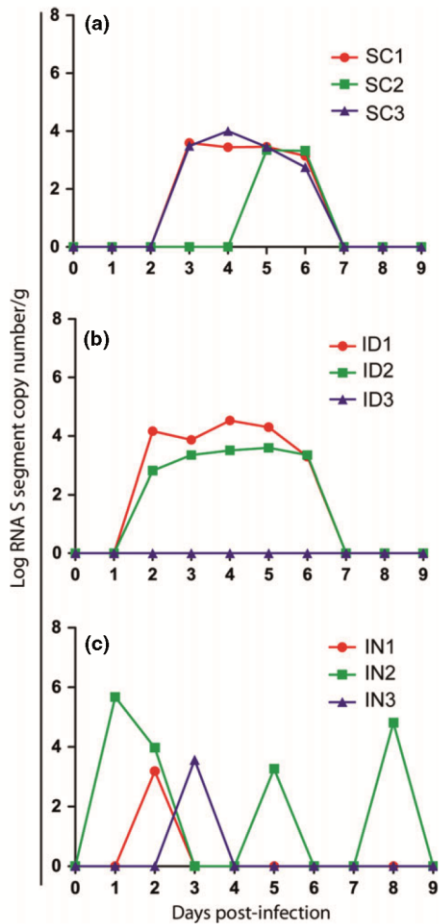 Log RNA S segment copy number/g
(a)
SC1
SC2
SC3
8
6
4
2
0
0 1 2 3 4 5 6 7 8 9
(b)
ID1
ID2
ID3
8
6
4
2
0
0 1 2 3 4 5 6 7 8 9
(c)
IN1
IN2
IN3
8
6
4
2
0
0 1 2 3 4 5 6 7 8 9
Days post-infection